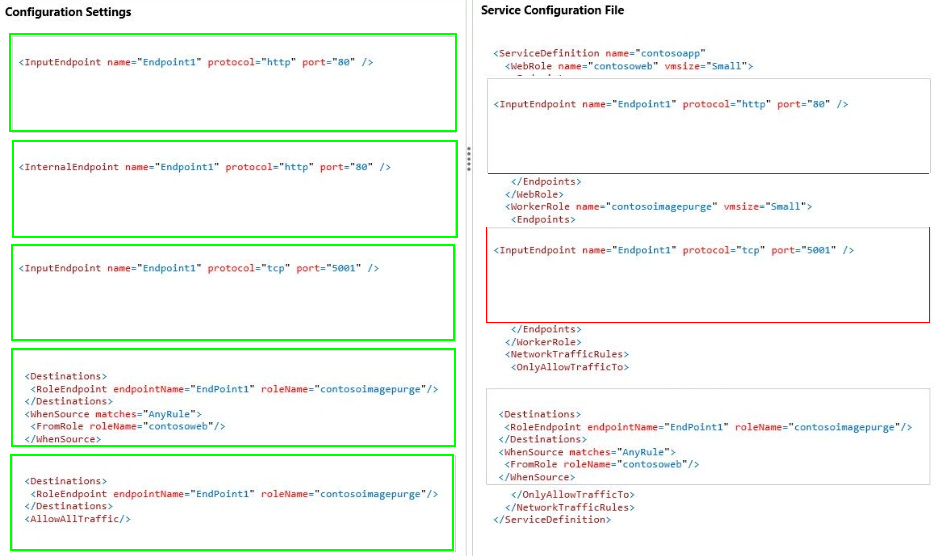 Configuration Settings
<InputEndpoint name="Endpoint1" protocol="http" port="80" />
<InternalEndpoint name="Endpoint1" protocol="http" port="80" />
<InputEndpoint name="Endpoint1" protocol="tcp" port="5001" />
<Destinations>
<RoleEndpoint endpointName="EndPoint1" roleName="contosoimagepurge"/>
</Destinations>
<WhenSource matches="AnyRule">
<FromRole roleName="contosoweb"/>
</WhenSource>
<Destinations>
<RoleEndpoint endpointName="EndPoint1" roleName="contosoimagepurge"/>
</Destinations>
<AllowAllTraffic/>
Service Configuration File
<ServiceDefinition name="contosoapp"
<WebRole name="contosoweb" vmsize="Small">
<InputEndpoint name="Endpoint1" protocol="http" port="80" />
</Endpoints>
</WebRole>
<WorkerRole name="contosoimagepurge" vmsize="Small">
<Endpoints>
<InputEndpoint name="Endpoint1" protocol="tcp" port="5001" />
</Endpoints>
</WorkerRole>
<NetworkTrafficRules>
<OnlyAllowTrafficTo>
<Destinations>
<RoleEndpoint endpointName="EndPoint1" roleName="contosoimagepurge"/>
</Destinations>
<WhenSource matches="AnyRule">
<FromRole roleName="contosoweb"/>
</WhenSource>
</OnlyAllowTrafficTo>
</NetworkTrafficRules>
</ServiceDefinition>